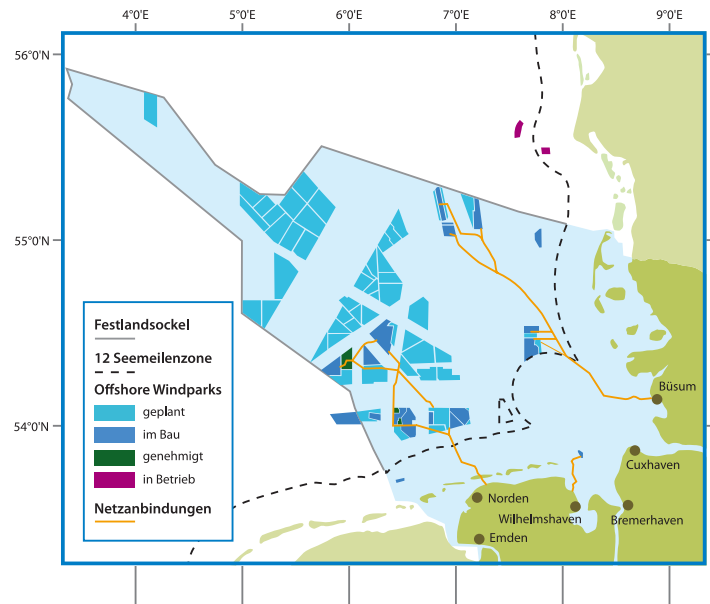 4°0′E 5°0′E 6°0′E 7°0′E 8°0′E 9°0′E
56°0′N
55°0′N
54°0′N
Festlandsockel
12 Seemeilenzone
Offshore Windparks
geplant
im Bau
genehmigt
in Betrieb
Netzanbindungen
Büsum
Cuxhaven
Norden
Wilhelmshaven
Bremerhaven
Emden